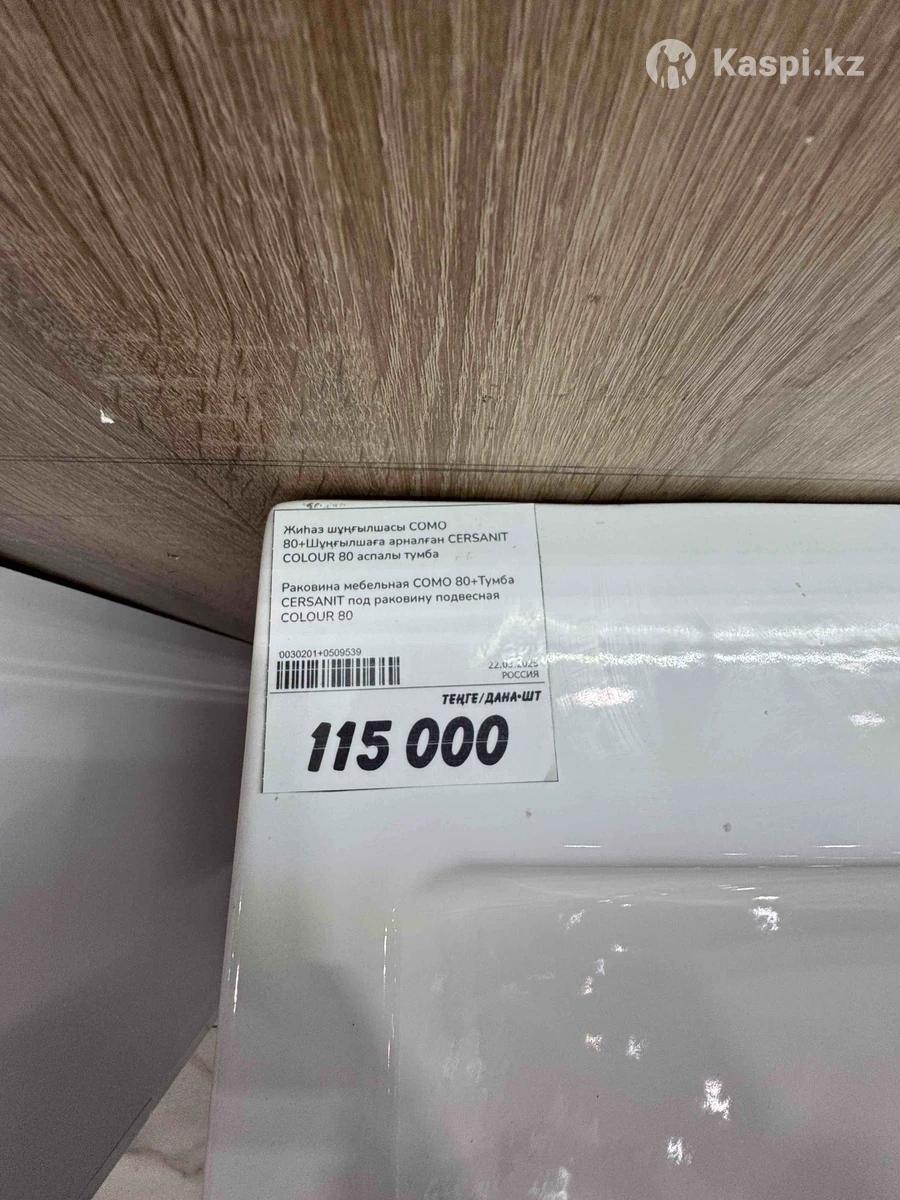 Kaspi.kz
Жиһаз шұңғылшасы COMO
80+Шұңғылшаға арналған CERSANIT
COLOUR 80 аспалы тумба
Раковина мебельная COMO 80+Тумба
CERSANIT под раковину подвесная
COLOUR 80
0030201+0509539
РОССИЯ
ТЕҢГЕ/ДАНА•ШТ
115 000